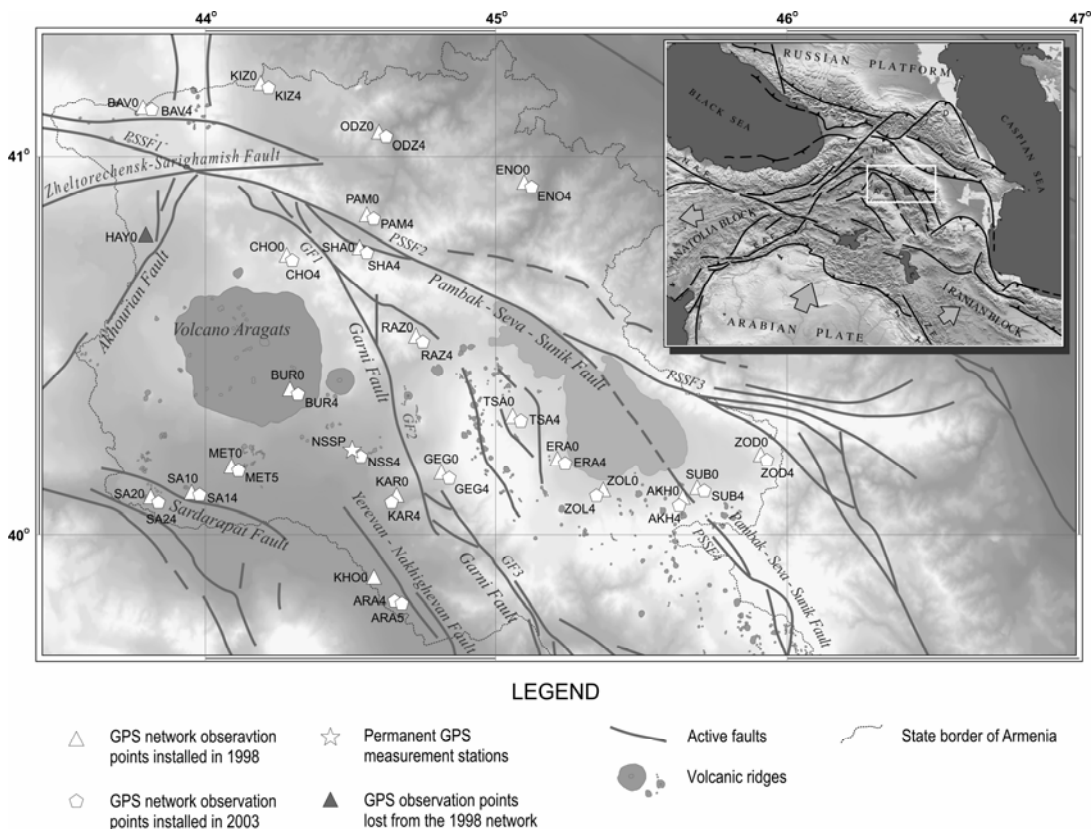 44°
45°
46°
47°
41°
40°
KIZ0
KIZ4
BAV0
BAV4
ODZ0
ODZ4
PSSF1
Zheltorechensk-Sarighamish Fault
ENO0
ENO4
PAM0
PAM4
HAY0
CHO0
CHO4
SHA0
SHA4
PSSF2
GF1
Akhourian Fault
Volcano Aragats
Pambak - Seva - Sunik Fault
RAZ0
RAZ4
Garni Fault
PSSF3
BUR0
BUR4
GF2
TSA0
TSA4
NSSP
NSS4
MET0
MET5
ERA0
ERA4
ZOD0
ZOD4
GEG0
GEG4
SA10
SA14
SA20
SA24
KAR0
KAR4
ZOL0
ZOL4
SUB0
SUB4
AKH0
AKH4
Sardarapat Fault
Yerevan - Nakhighevan Fault
Garni Fault
GF3
PSSF4
Pambak - Seva - Sunik Fault
KHO0
ARA4
ARA5
RUSSIAN PLATFORM
BLACK SEA
CASPIAN SEA
N.A.F.
ANATOLIA BLOCK
ARABIAN PLATE
IRANIAN BLOCK
LEGEND
GPS network obseravtion
points installed in 1998
Permanent GPS
measurement stations
Active faults
State border of Armenia
Volcanic ridges
GPS network observation
points installed in 2003
GPS observation points
lost from the 1998 network